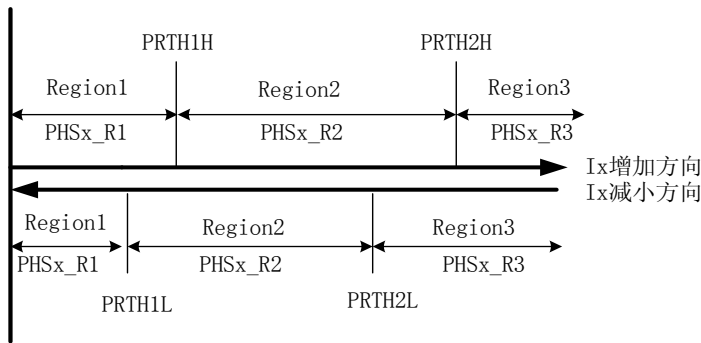 PRTH1H PRTH2H
Region1 Region2 Region3
PHSx_R1 PHSx_R2 PHSx_R3
Ix增加方向
Ix减小方向
Region1 Region2 Region3
PHSx_R1 PHSx_R2 PHSx_R3
PRTH1L PRTH2L